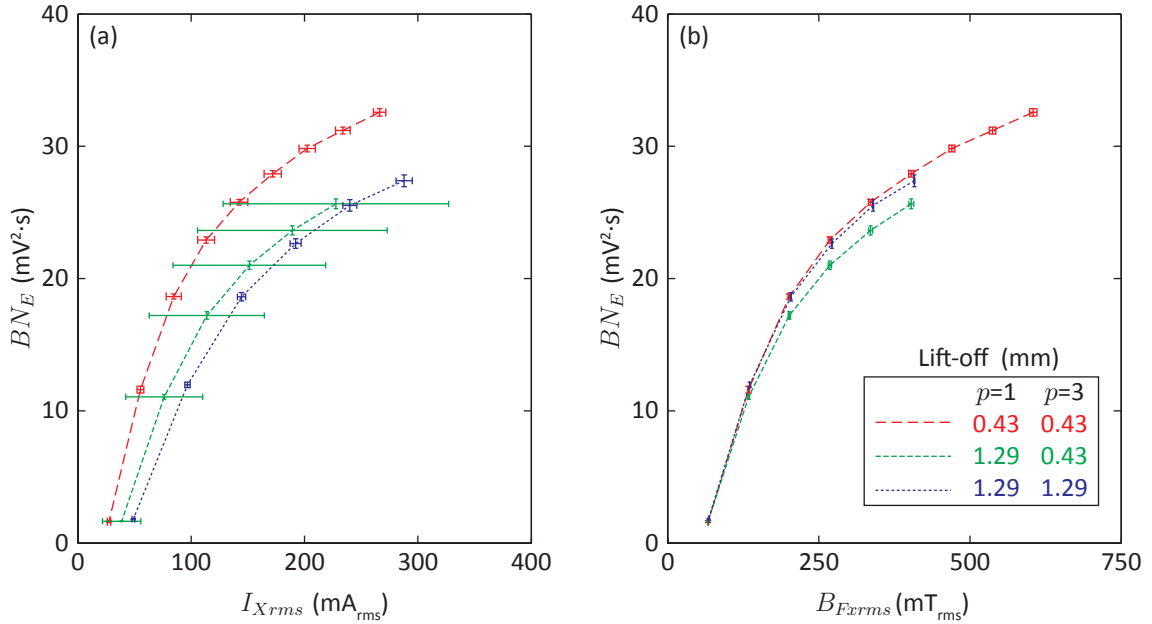 40
30
20
10
0
(a)
BN_E (mV²·s)
0 100 200 300 400
I_Xrms (mA_rms)
40
30
20
10
0
(b)
BN_E (mV²·s)
Lift-off (mm)
p=1 p=3
0.43 0.43
1.29 0.43
1.29 1.29
0 250 500 750
B_Fxrms (mT_rms)